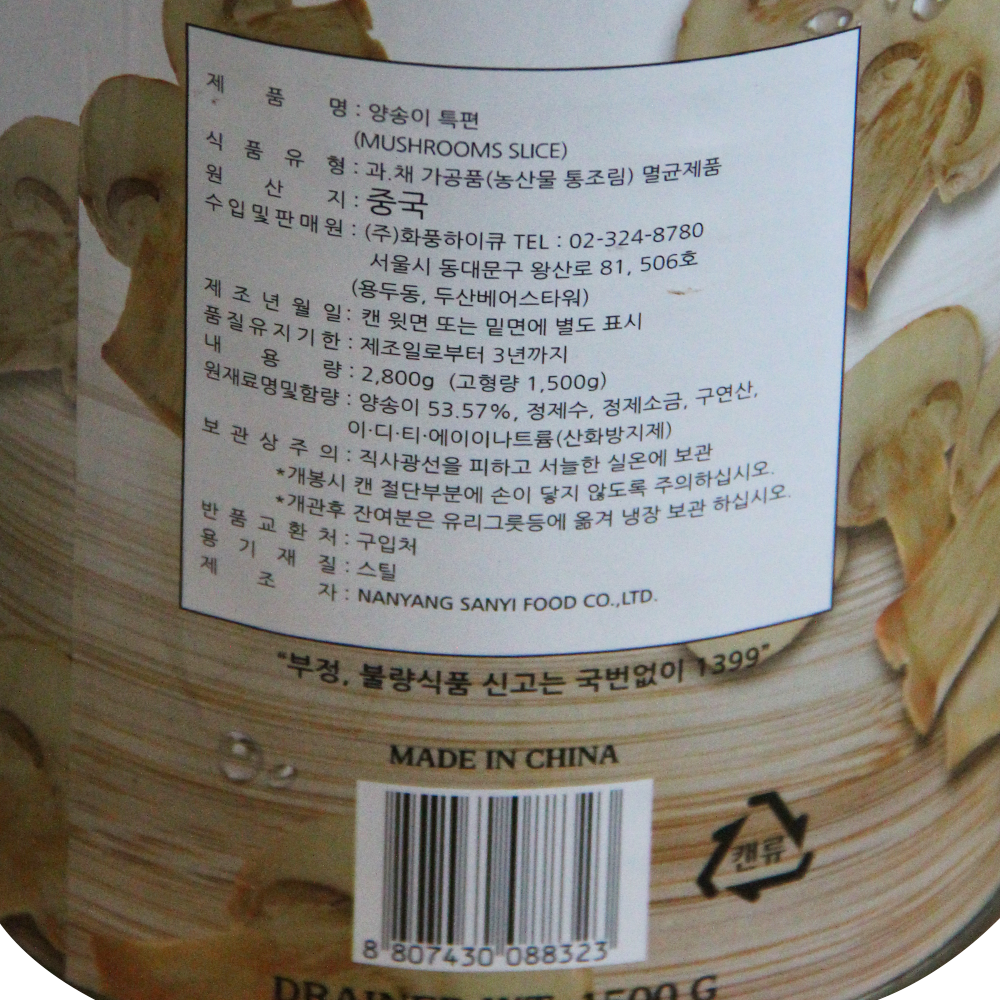 제 품 명 : 양송이 특편
(MUSHROOMS SLICE)
식 품 유 형 : 과.채 가공품(농산물 통조림) 멸균제품
원 산 지 : 중국
수입및판매원 : (주)화풍하이큐 TEL : 02-324-8780
서울시 동대문구 왕산로 81, 506호
(용두동, 두산베어스타워)
제 조 년 월 일 : 캔 윗면 또는 밑면에 별도 표시
품질유지기한 : 제조일로부터 3년까지
내 용 량 : 2,800g (고형량 1,500g)
원재료명및함량 : 양송이 53.57%, 정제수, 정제소금, 구연산,
이·디·티·에이이나트륨(산화방지제)
보 관 상 주 의 : 직사광선을 피하고 서늘한 실온에 보관
*개봉시 캔 절단부분에 손이 닿지 않도록 주의하십시오.
*개관후 잔여분은 유리그릇등에 옮겨 냉장 보관 하십시오.
반 품 교 환 처 : 구입처
용 기 재 질 : 스틸
제 조 자 : NANYANG SANYI FOOD CO.,LTD.
"부정, 불량식품 신고는 국번없이 1399"
MADE IN CHINA
캔류
8 807430 088323
DRAINED WT. 1500 G